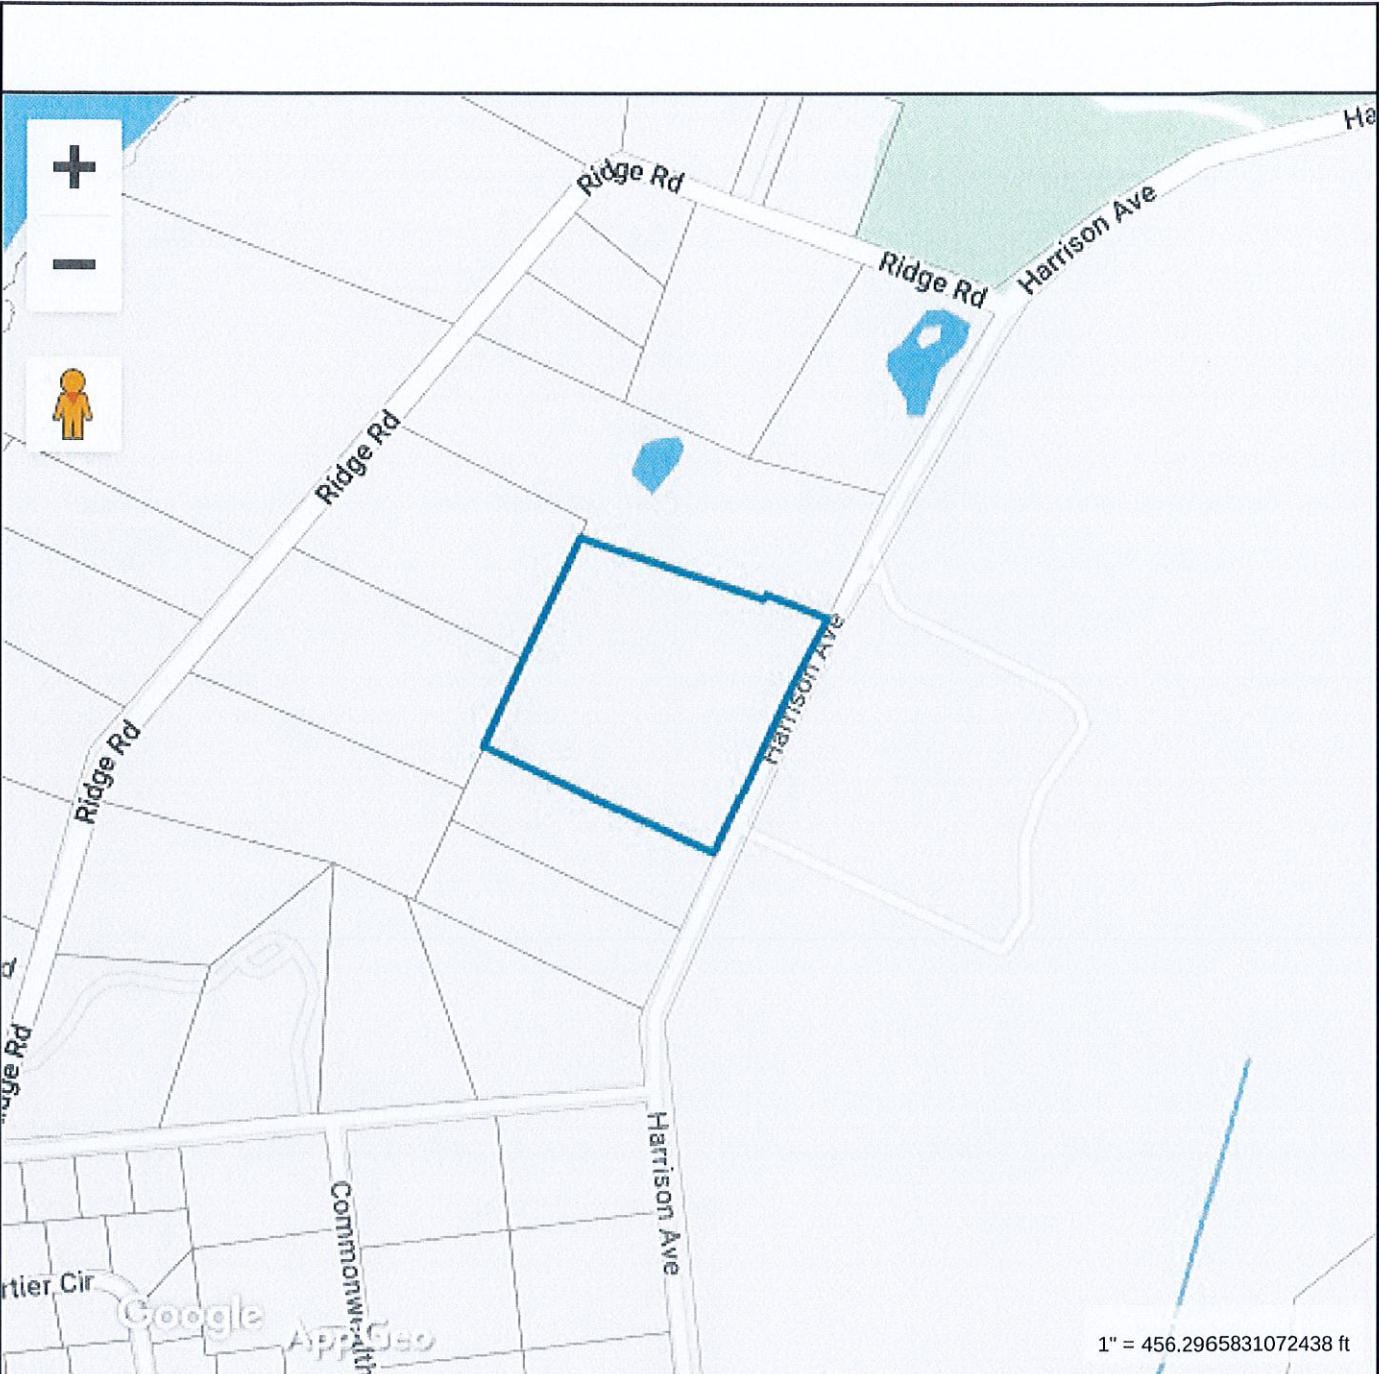 Ha
Ridge Rd
Harrison Ave
Ridge Rd
Ridge Rd
Harrison Ave
Ridge Rd
d
dge Rd
Harrison Ave
Commonwealth
rtier Cir
Google
AppGeo
1" = 456.2965831072438 ft